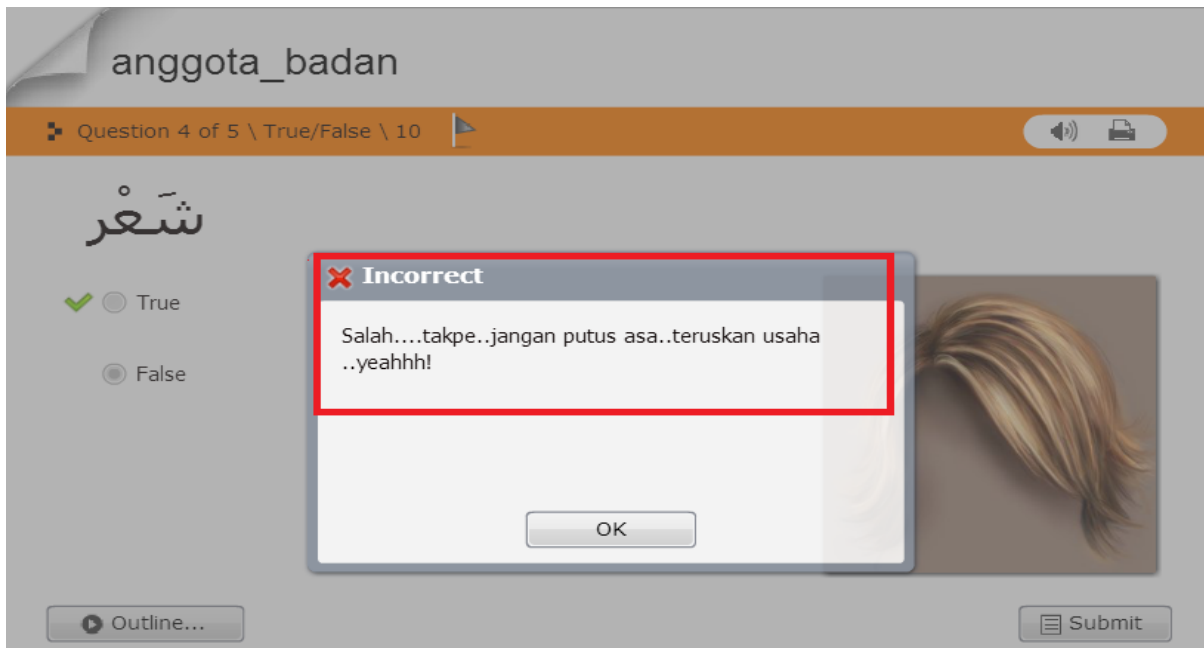 anggota_badan
Question 4 of 5 \ True/False \ 10
شَعْر
True
False
Incorrect
Salah....takpe..jangan putus asa..teruskan usaha
..yeahhh!
OK
Outline...
Submit